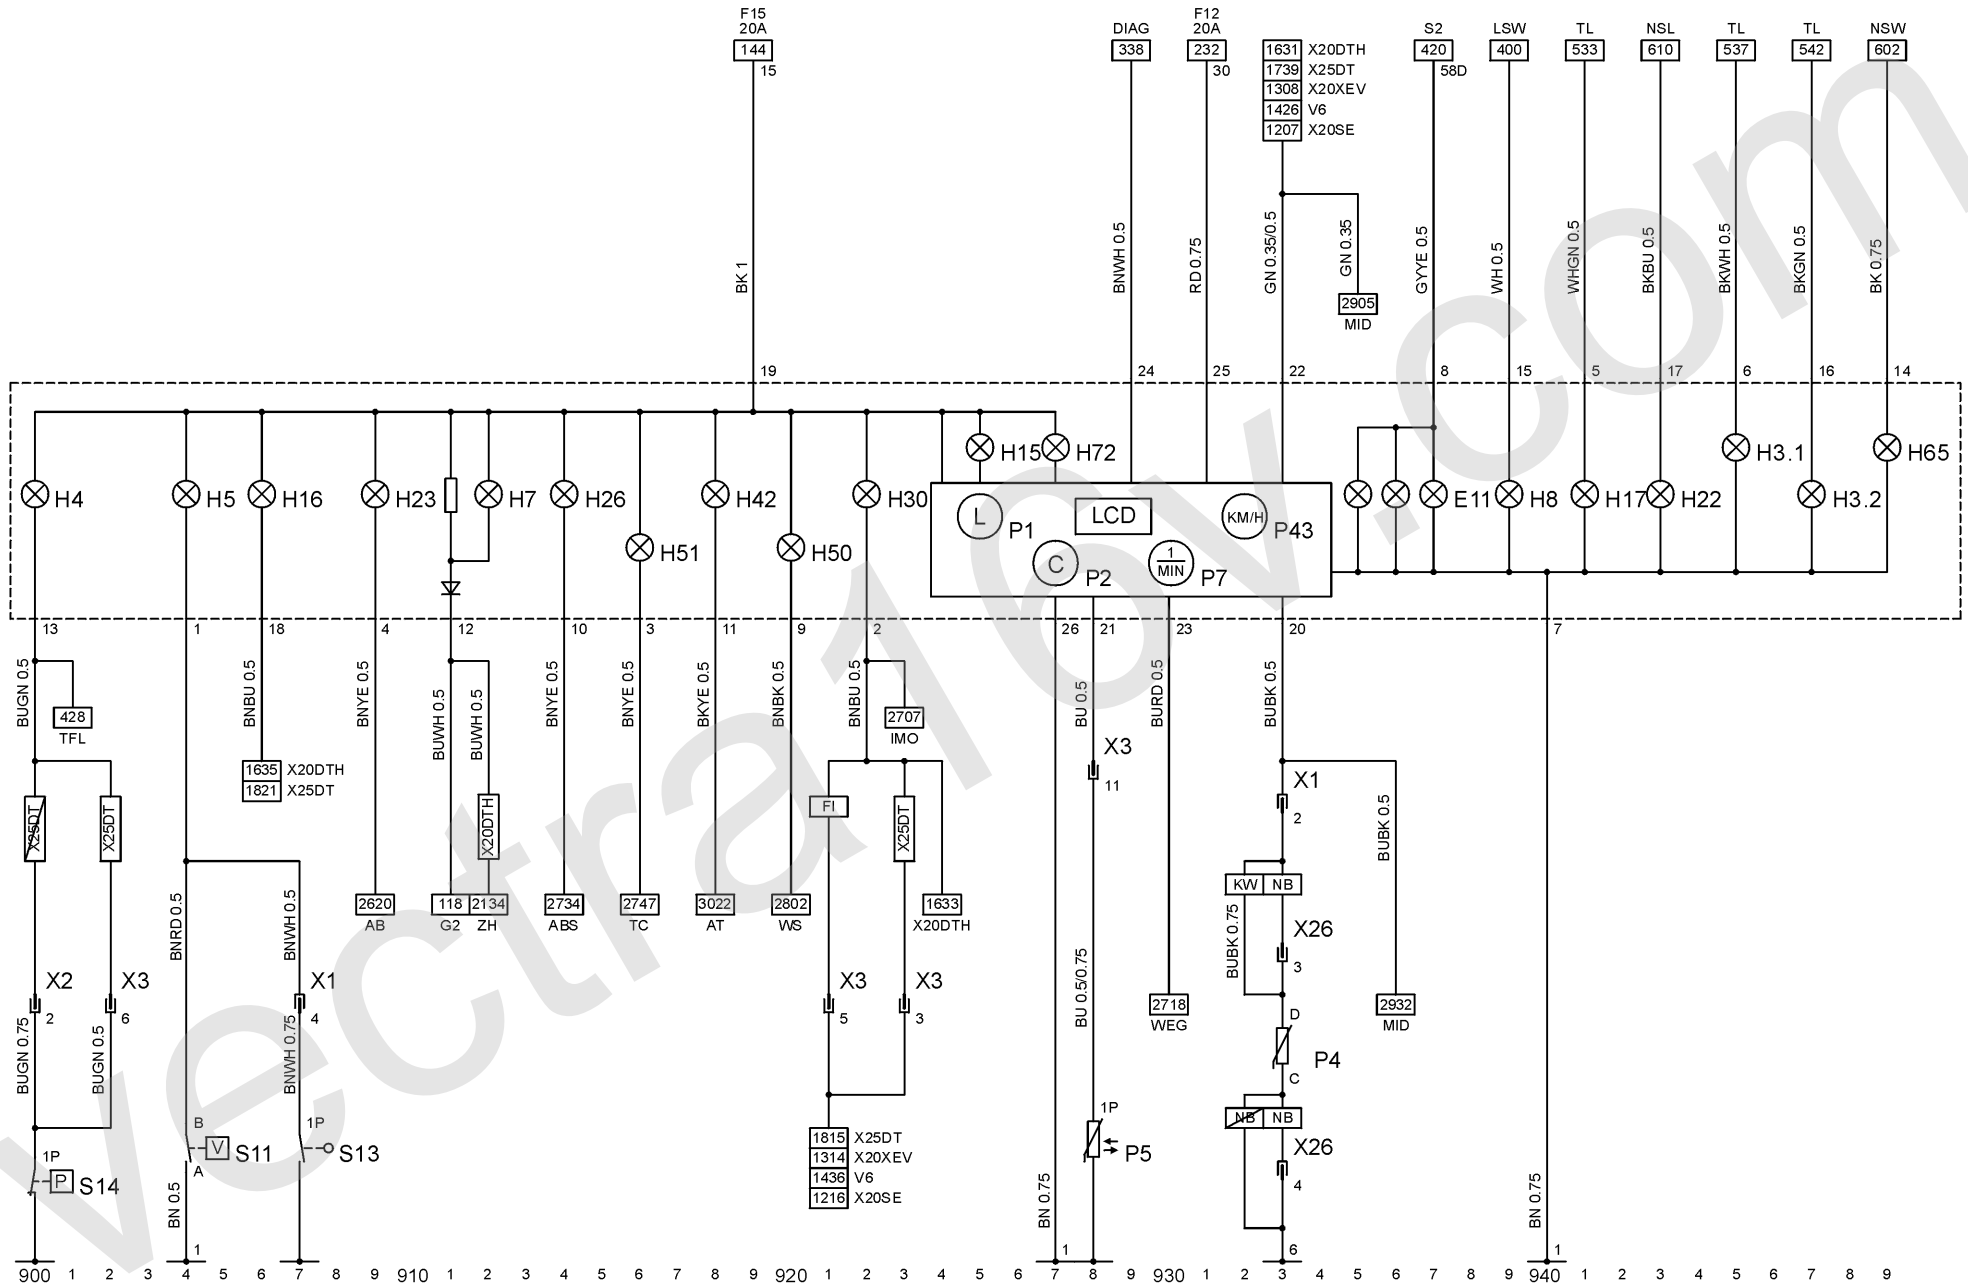 F15
20A
144
15
DIAG
338
F12
20A
232
30
1631 X20DTH
1739 X25DT
1308 X20XEV
1426 V6
1207 X20SE
S2
420
58D
LSW
400
TL
533
NSL
610
TL
537
TL
542
NSW
602
BK 1
BNWH 0.5
RD 0.75
GN 0.35/0.5
GN 0.35
2905
MID
GYYE 0.5
WH 0.5
WHGN 0.5
BKBU 0.5
BKWH 0.5
BKGN 0.5
BK 0.75
19 24 25 22 8 15 5 17 6 16 14
H4 H5 H16 H23 H7 H26 H51 H42 H50 H30 H15 H72
L P1
LCD
KM/H P43
C P2
1
MIN
P7
E11 H8 H17 H22 H3.1 H3.2 H65
13 1 18 4 12 10 3 11 9 2 26 21 23 20 7
BUGN 0.5
428
TFL
BNBU 0.5
1635 X20DTH
1821 X25DT
BNYE 0.5
BUWH 0.5
BUWH 0.5
BNYE 0.5
BNYE 0.5
BKYE 0.5
BNBK 0.5
BNBU 0.5
2707
IMO
BU 0.5
BURD 0.5
BUBK 0.5
X25DT
X25DT
X20DTH
FI
X25DT
X3
11
X1
2
BUBK 0.5
KW NB
BNRD 0.5
BNWH 0.5
2620
AB
118
G2
2134
ZH
2734
ABS
2747
TC
3022
AT
2802
WS
1633
X20DTH
BUBK 0.75
X26
3
X2
2
X3
6
X1
4
X3
5
X3
3
BU 0.5/0.75
2718
WEG
2932
MID
BUGN 0.75
BUGN 0.5
BNWH 0.75
D
P4
C
NB NB
X26
4
1P
P S14
B
V S11
A
1P
S13
1815 X25DT
1314 X20XEV
1436 V6
1216 X20SE
1P
P5
BN 0.5
BN 0.75
BN 0.75
1 1 6 1
900 1 2 3 4 5 6 7 8 9 910 1 2 3 4 5 6 7 8 9 920 1 2 3 4 5 6 7 8 9 930 1 2 3 4 5 6 7 8 9 940 1 2 3 4 5 6 7 8 9
vectra16v.com